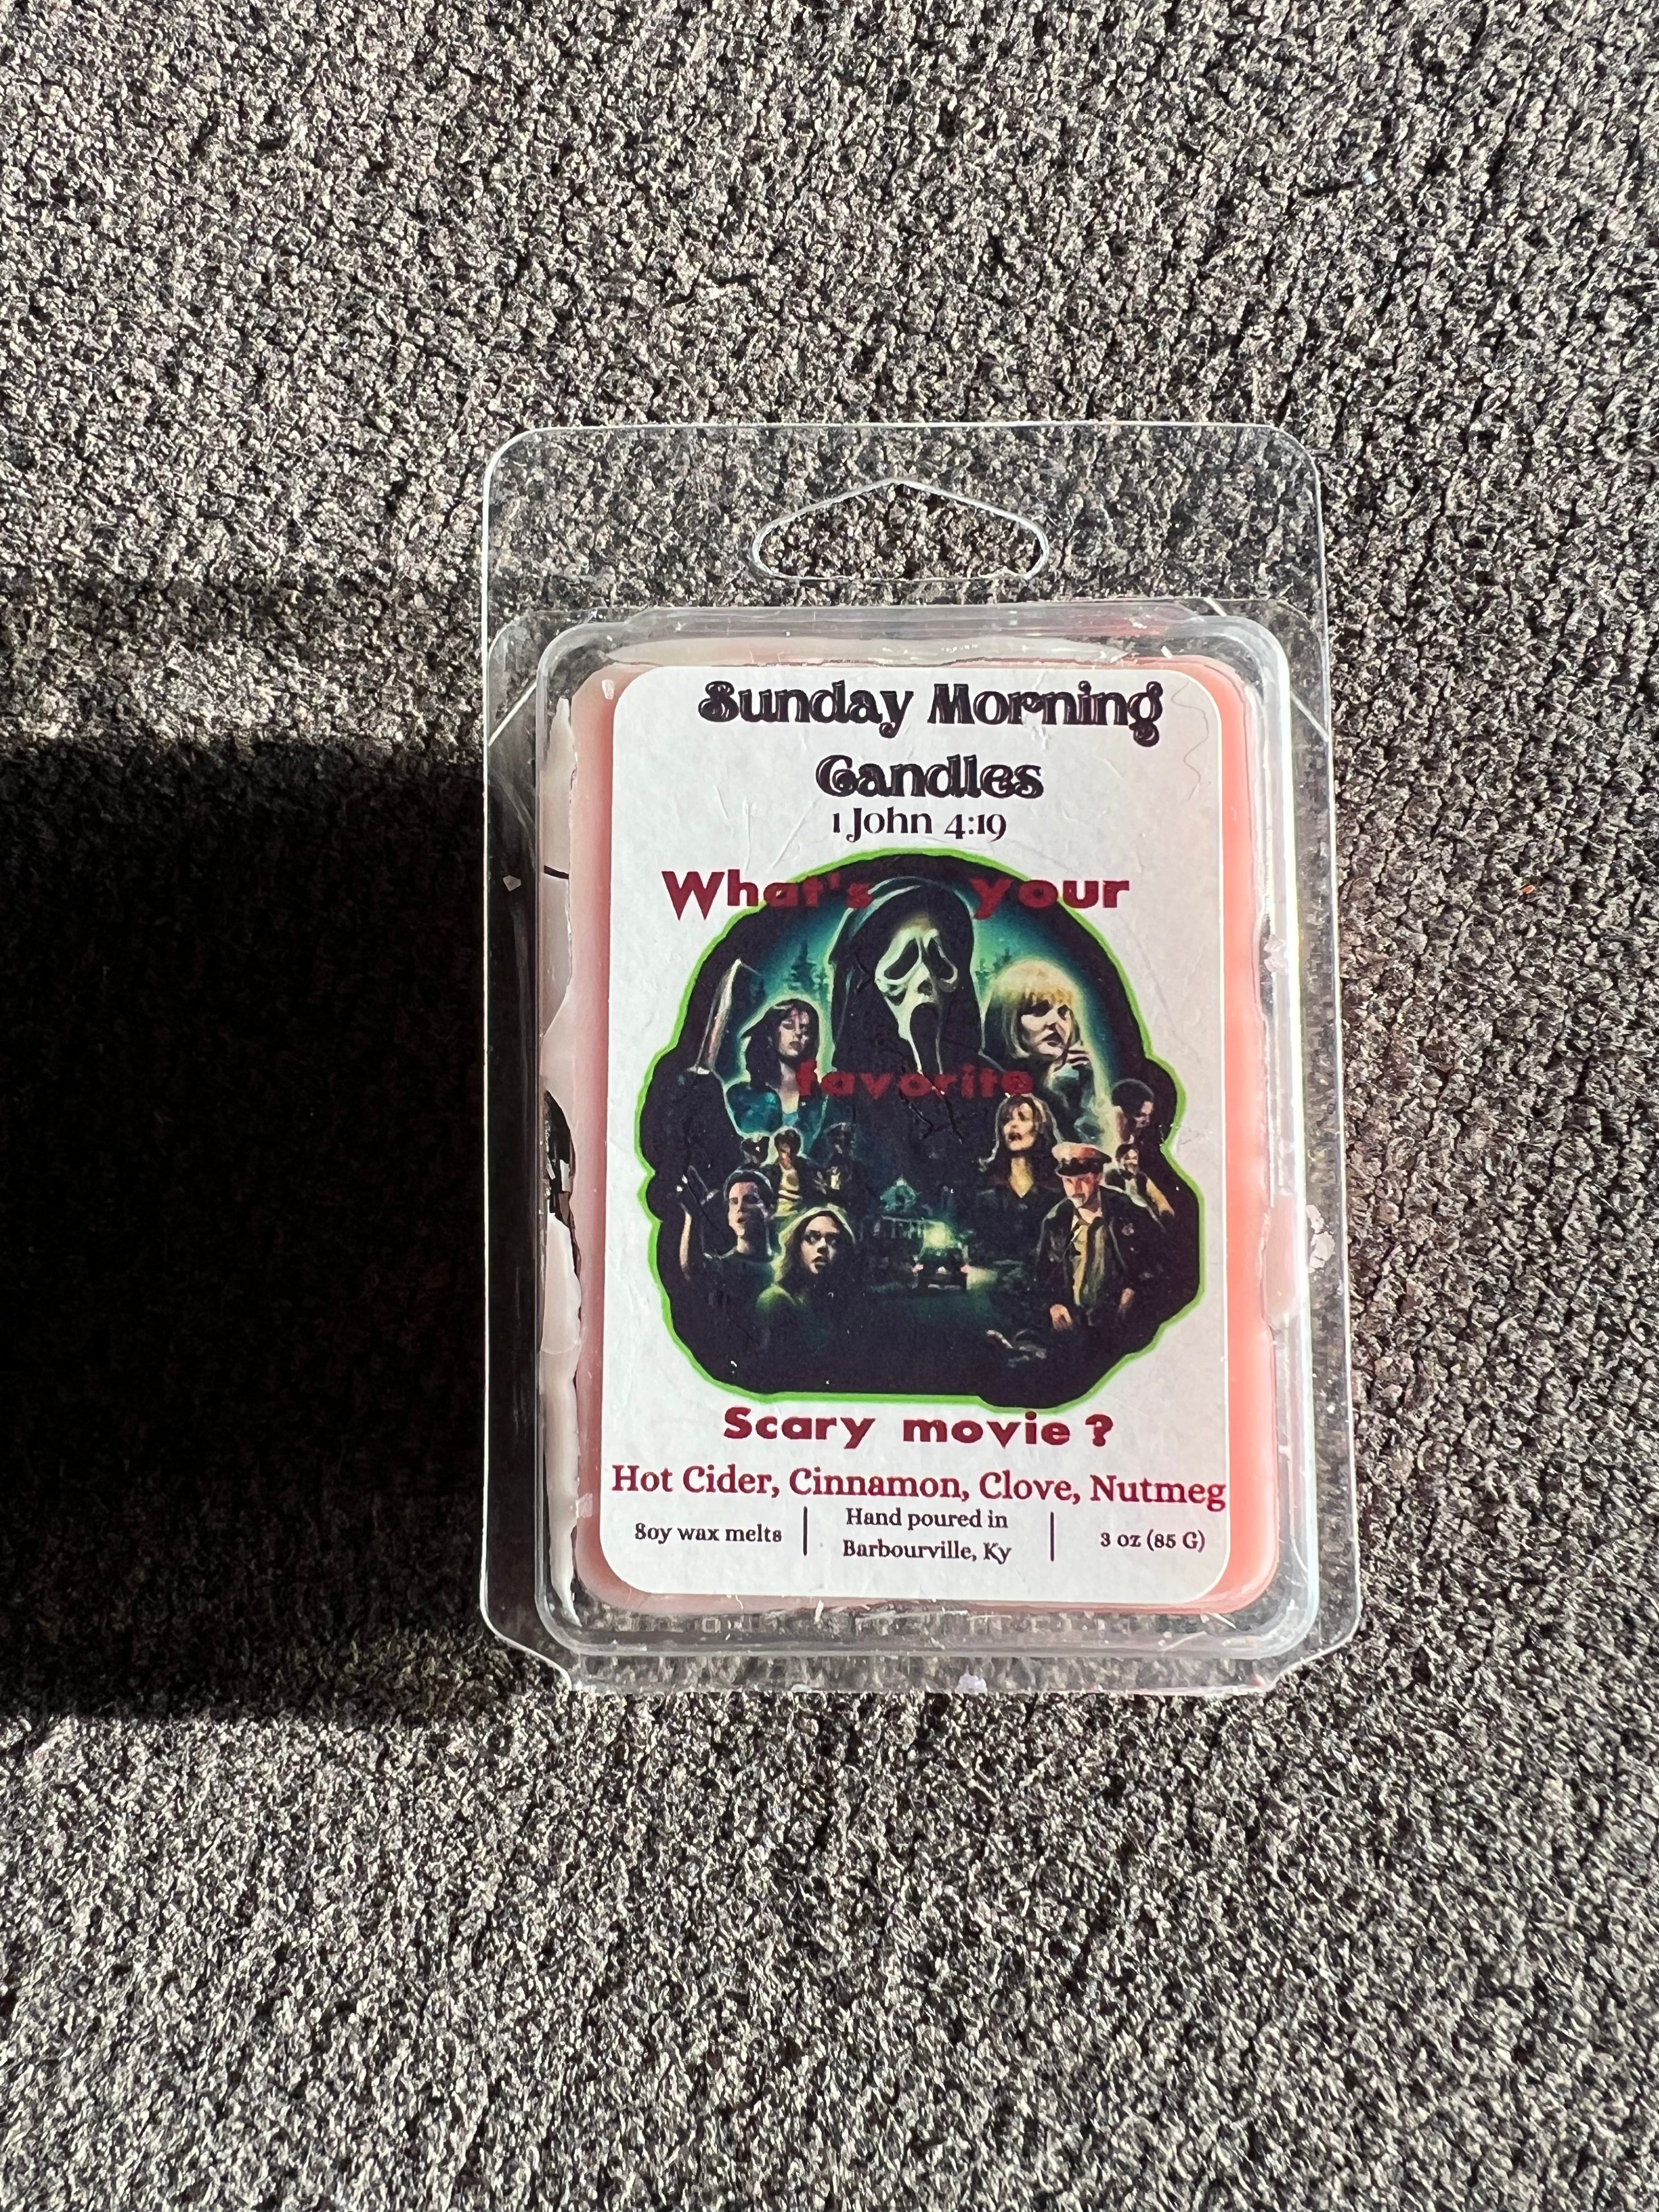 Sunday Morning
Candles
1 John 4:19
What's your
favorite
Scary movie ?
Hot Cider, Cinnamon, Clove, Nutmeg
Soy wax melts
Hand poured in
Barbourville, Ky
3 oz (85 G)